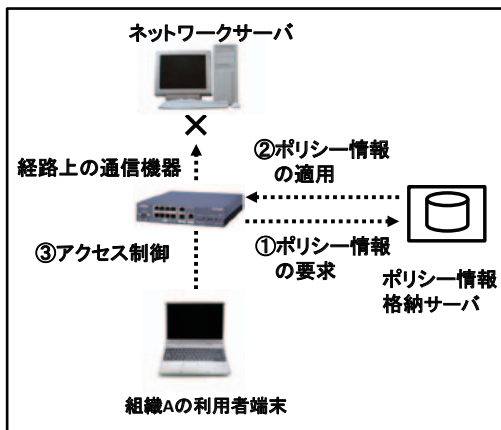 ネットワークサーバ
経路上の通信機器
②ポリシー情報
の適用
③アクセス制御
①ポリシー情報
の要求
ポリシー情報
格納サーバ
組織Aの利用者端末